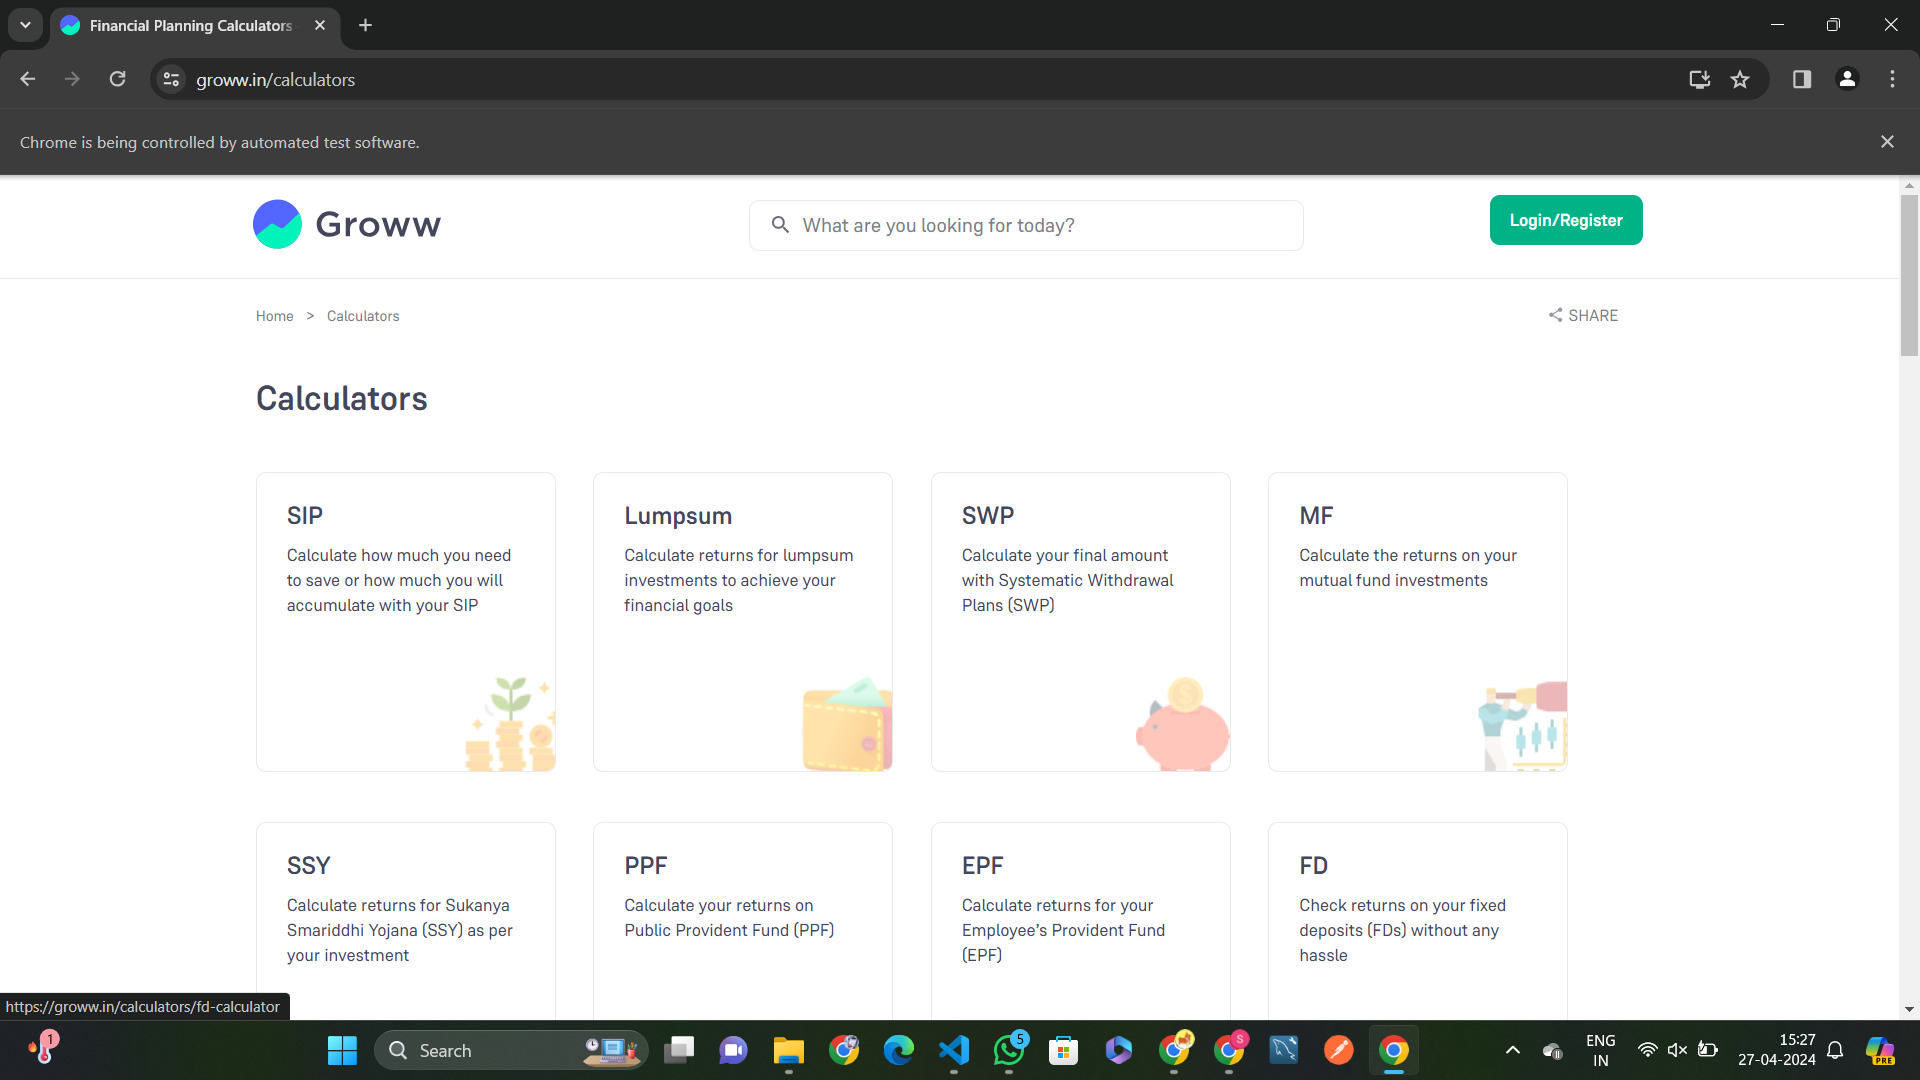 Financial Planning Calculators
groww.in/calculators
Chrome is being controlled by automated test software.
Groww
What are you looking for today?
Login/Register
Home > Calculators
SHARE
Calculators
SIP
Calculate how much you need
to save or how much you will
accumulate with your SIP
Lumpsum
Calculate returns for lumpsum
investments to achieve your
financial goals
SWP
Calculate your final amount
with Systematic Withdrawal
Plans (SWP)
MF
Calculate the returns on your
mutual fund investments
SSY
Calculate returns for Sukanya
Smariddhi Yojana (SSY) as per
your investment
PPF
Calculate your returns on
Public Provident Fund (PPF)
EPF
Calculate returns for your
Employee’s Provident Fund
(EPF)
FD
Check returns on your fixed
deposits (FDs) without any
hassle
https://groww.in/calculators/fd-calculator
1
Search
5
S
ENG
IN
15:27
27-04-2024
PRE